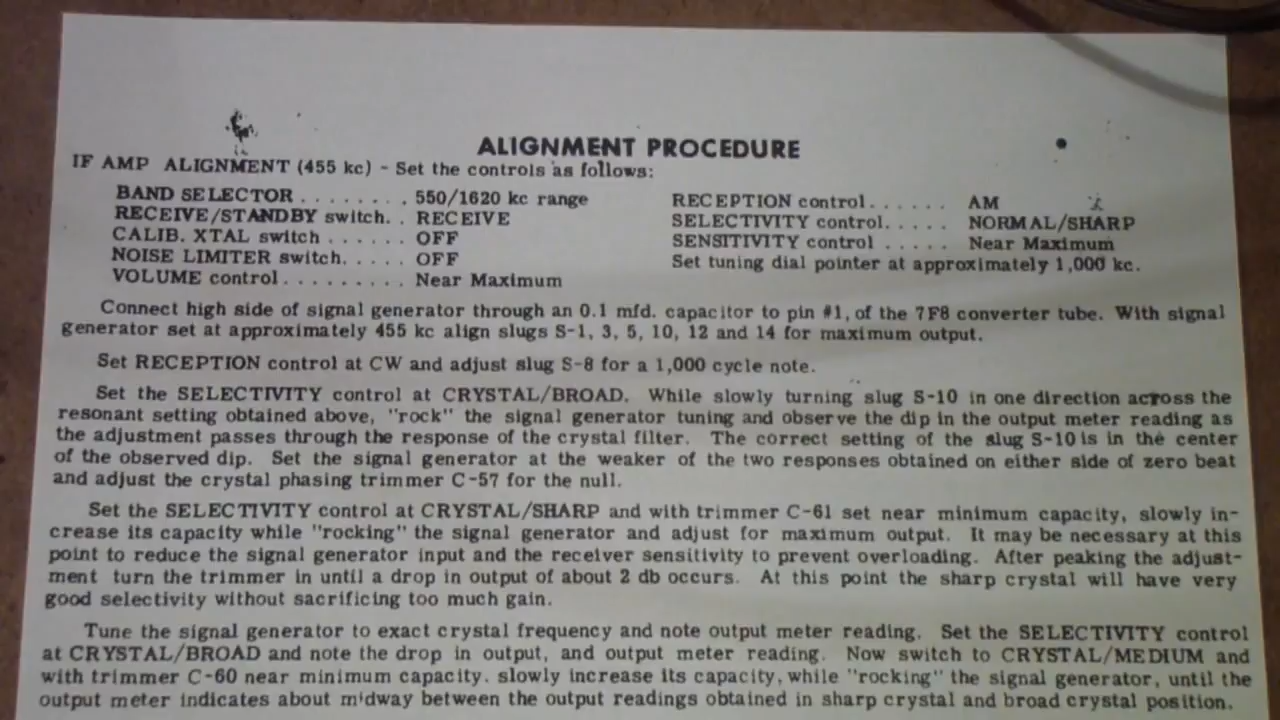 ALIGNMENT PROCEDURE
IF AMP ALIGNMENT (455 kc) - Set the controls as follows:
BAND SELECTOR . . . . . . . . 550/1620 kc range
RECEIVE/STANDBY switch. . RECEIVE
CALIB. XTAL switch . . . . . . OFF
NOISE LIMITER switch. . . . . OFF
VOLUME control . . . . . . . . . Near Maximum
RECEPTION control . . . . . . AM
SELECTIVITY control. . . . . NORMAL/SHARP
SENSITIVITY control . . . . . Near Maximum
Set tuning dial pointer at approximately 1,000 kc.
Connect high side of signal generator through an 0.1 mfd. capacitor to pin #1, of the 7F8 converter tube. With signal
generator set at approximately 455 kc align slugs S-1, 3, 5, 10, 12 and 14 for maximum output.
Set RECEPTION control at CW and adjust slug S-8 for a 1,000 cycle note.
Set the SELECTIVITY control at CRYSTAL/BROAD. While slowly turning slug S-10 in one direction across the
resonant setting obtained above, "rock" the signal generator tuning and observe the dip in the output meter reading as
the adjustment passes through the response of the crystal filter. The correct setting of the slug S-10 is in the center
of the observed dip. Set the signal generator at the weaker of the two responses obtained on either side of zero beat
and adjust the crystal phasing trimmer C-57 for the null.
Set the SELECTIVITY control at CRYSTAL/SHARP and with trimmer C-61 set near minimum capacity, slowly in-
crease its capacity while "rocking" the signal generator and adjust for maximum output. It may be necessary at this
point to reduce the signal generator input and the receiver sensitivity to prevent overloading. After peaking the adjust-
ment turn the trimmer in until a drop in output of about 2 db occurs. At this point the sharp crystal will have very
good selectivity without sacrificing too much gain.
Tune the signal generator to exact crystal frequency and note output meter reading. Set the SELECTIVITY control
at CRYSTAL/BROAD and note the drop in output, and output meter reading. Now switch to CRYSTAL/MEDIUM and
with trimmer C-60 near minimum capacity. slowly increase its capacity, while "rocking" the signal generator, until the
output meter indicates about midway between the output readings obtained in sharp crystal and broad crystal position.